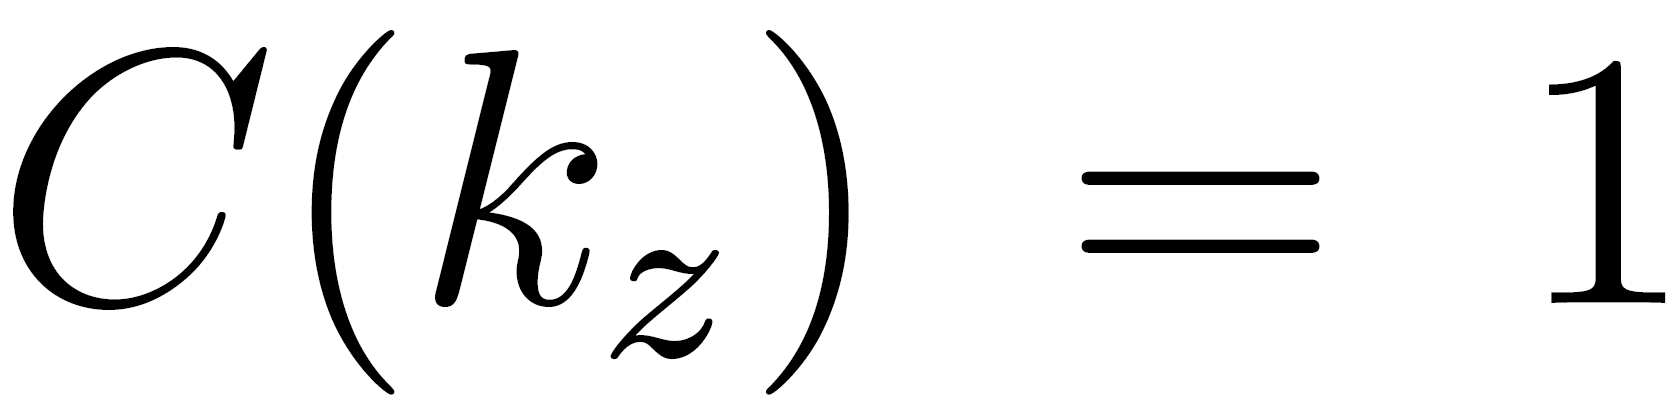 C(k_z) = 1